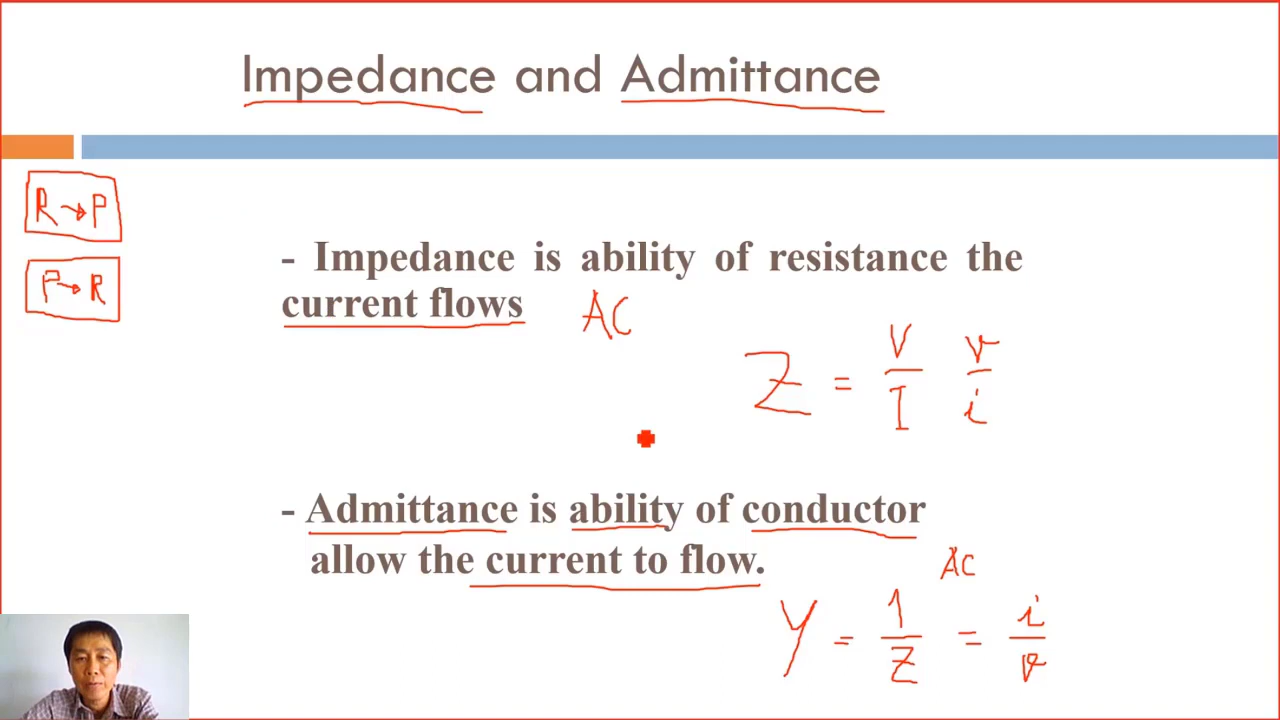 Impedance and Admittance
R → P
P → R
- Impedance is ability of resistance the
current flows AC
Z = V/I v/i
- Admittance is ability of conductor
allow the current to flow.
AC
Y = 1/Z = i/v